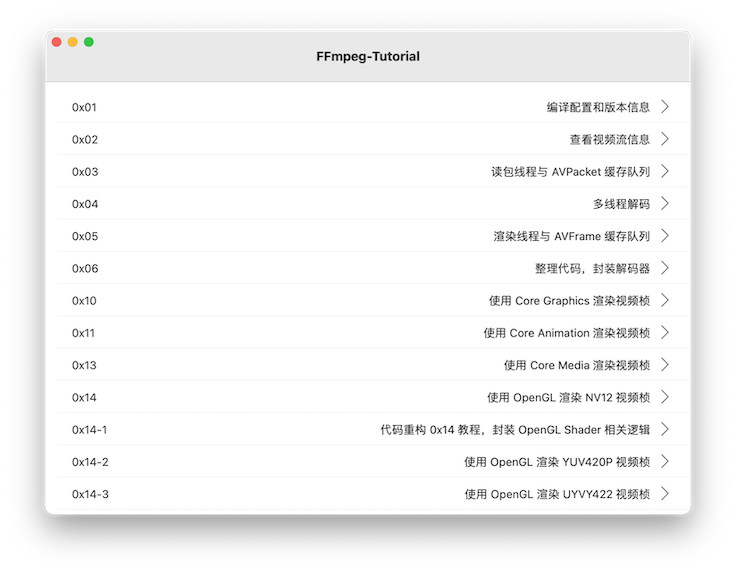 FFmpeg-Tutorial
0x01 编译配置和版本信息
0x02 查看视频流信息
0x03 读包线程与 AVPacket 缓存队列
0x04 多线程解码
0x05 渲染线程与 AVFrame 缓存队列
0x06 整理代码，封装解码器
0x10 使用 Core Graphics 渲染视频桢
0x11 使用 Core Animation 渲染视频桢
0x13 使用 Core Media 渲染视频桢
0x14 使用 OpenGL 渲染 NV12 视频桢
0x14-1 代码重构 0x14 教程，封装 OpenGL Shader 相关逻辑
0x14-2 使用 OpenGL 渲染 YUV420P 视频桢
0x14-3 使用 OpenGL 渲染 UYVY422 视频桢